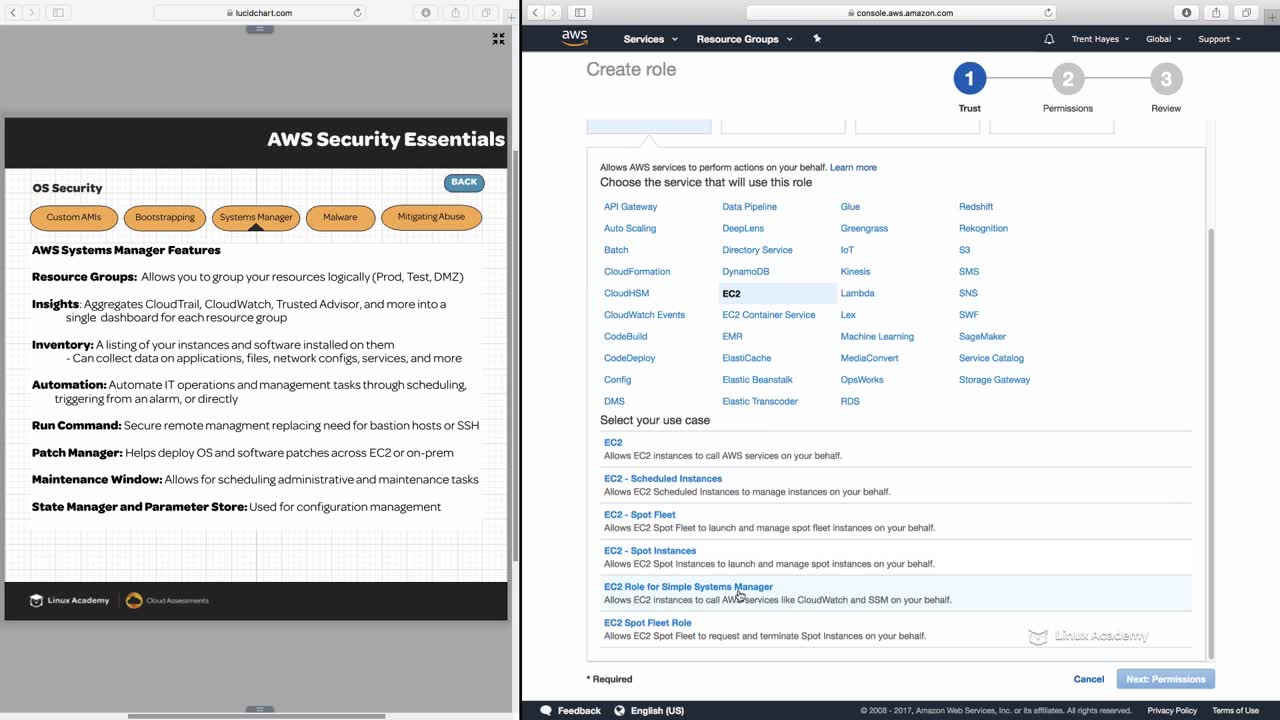 lucidchart.com
AWS Security Essentials
OS Security
BACK
Custom AMIs
Bootstrapping
Systems Manager
Malware
Mitigating Abuse
AWS Systems Manager Features
Resource Groups: Allows you to group your resources logically (Prod, Test, DMZ)
Insights: Aggregates CloudTrail, CloudWatch, Trusted Advisor, and more into a
single dashboard for each resource group
Inventory: A listing of your instances and software installed on them
- Can collect data on applications, files, network configs, services, and more
Automation: Automate IT operations and management tasks through scheduling,
triggering from an alarm, or directly
Run Command: Secure remote managment replacing need for bastion hosts or SSH
Patch Manager: Helps deploy OS and software patches across EC2 or on-prem
Maintenance Window: Allows for scheduling administrative and maintenance tasks
State Manager and Parameter Store: Used for configuration management
Linux Academy
Cloud Assessments
console.aws.amazon.com
aws
Services
Resource Groups
Trent Hayes
Global
Support
Create role
1
2
3
Trust
Permissions
Review
Allows AWS services to perform actions on your behalf. Learn more
Choose the service that will use this role
API Gateway
Data Pipeline
Glue
Redshift
Auto Scaling
DeepLens
Greengrass
Rekognition
Batch
Directory Service
IoT
S3
CloudFormation
DynamoDB
Kinesis
SMS
CloudHSM
EC2
Lambda
SNS
CloudWatch Events
EC2 Container Service
Lex
SWF
CodeBuild
EMR
Machine Learning
SageMaker
CodeDeploy
ElastiCache
MediaConvert
Service Catalog
Config
Elastic Beanstalk
OpsWorks
Storage Gateway
DMS
Elastic Transcoder
RDS
Select your use case
EC2
Allows EC2 instances to call AWS services on your behalf.
EC2 - Scheduled Instances
Allows EC2 Scheduled Instances to manage instances on your behalf.
EC2 - Spot Fleet
Allows EC2 Spot Fleet to launch and manage spot fleet instances on your behalf.
EC2 - Spot Instances
Allows EC2 Spot Instances to launch and manage spot instances on your behalf.
EC2 Role for Simple Systems Manager
Allows EC2 instances to call AWS services like CloudWatch and SSM on your behalf.
EC2 Spot Fleet Role
Allows EC2 Spot Fleet to request and terminate Spot Instances on your behalf.
Linux Academy
* Required
Cancel
Next: Permissions
Feedback
English (US)
© 2008 - 2017, Amazon Web Services, Inc. or its affiliates. All rights reserved.
Privacy Policy
Terms of Use